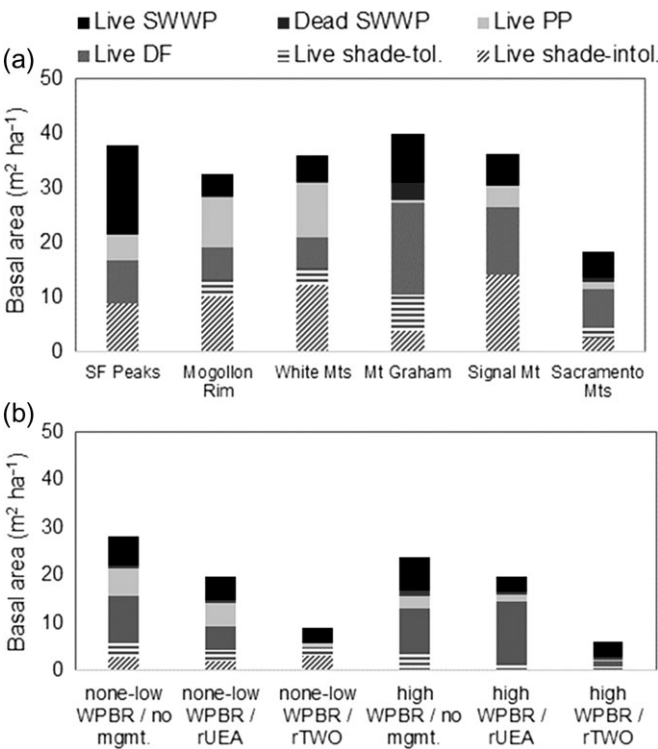 Live SWWP Dead SWWP Live PP
Live DF Live shade-tol. Live shade-intol.
(a)
50
40
30
20
10
0
Basal area (m² ha⁻¹)
SF Peaks Mogollon Rim White Mts Mt Graham Signal Mt Sacramento Mts
(b)
50
40
30
20
10
0
Basal area (m² ha⁻¹)
none-low none-low none-low high high high
WPBR / no WPBR / WPBR / WPBR / no WPBR / WPBR /
mgmt. rUEA rTWO mgmt. rUEA rTWO